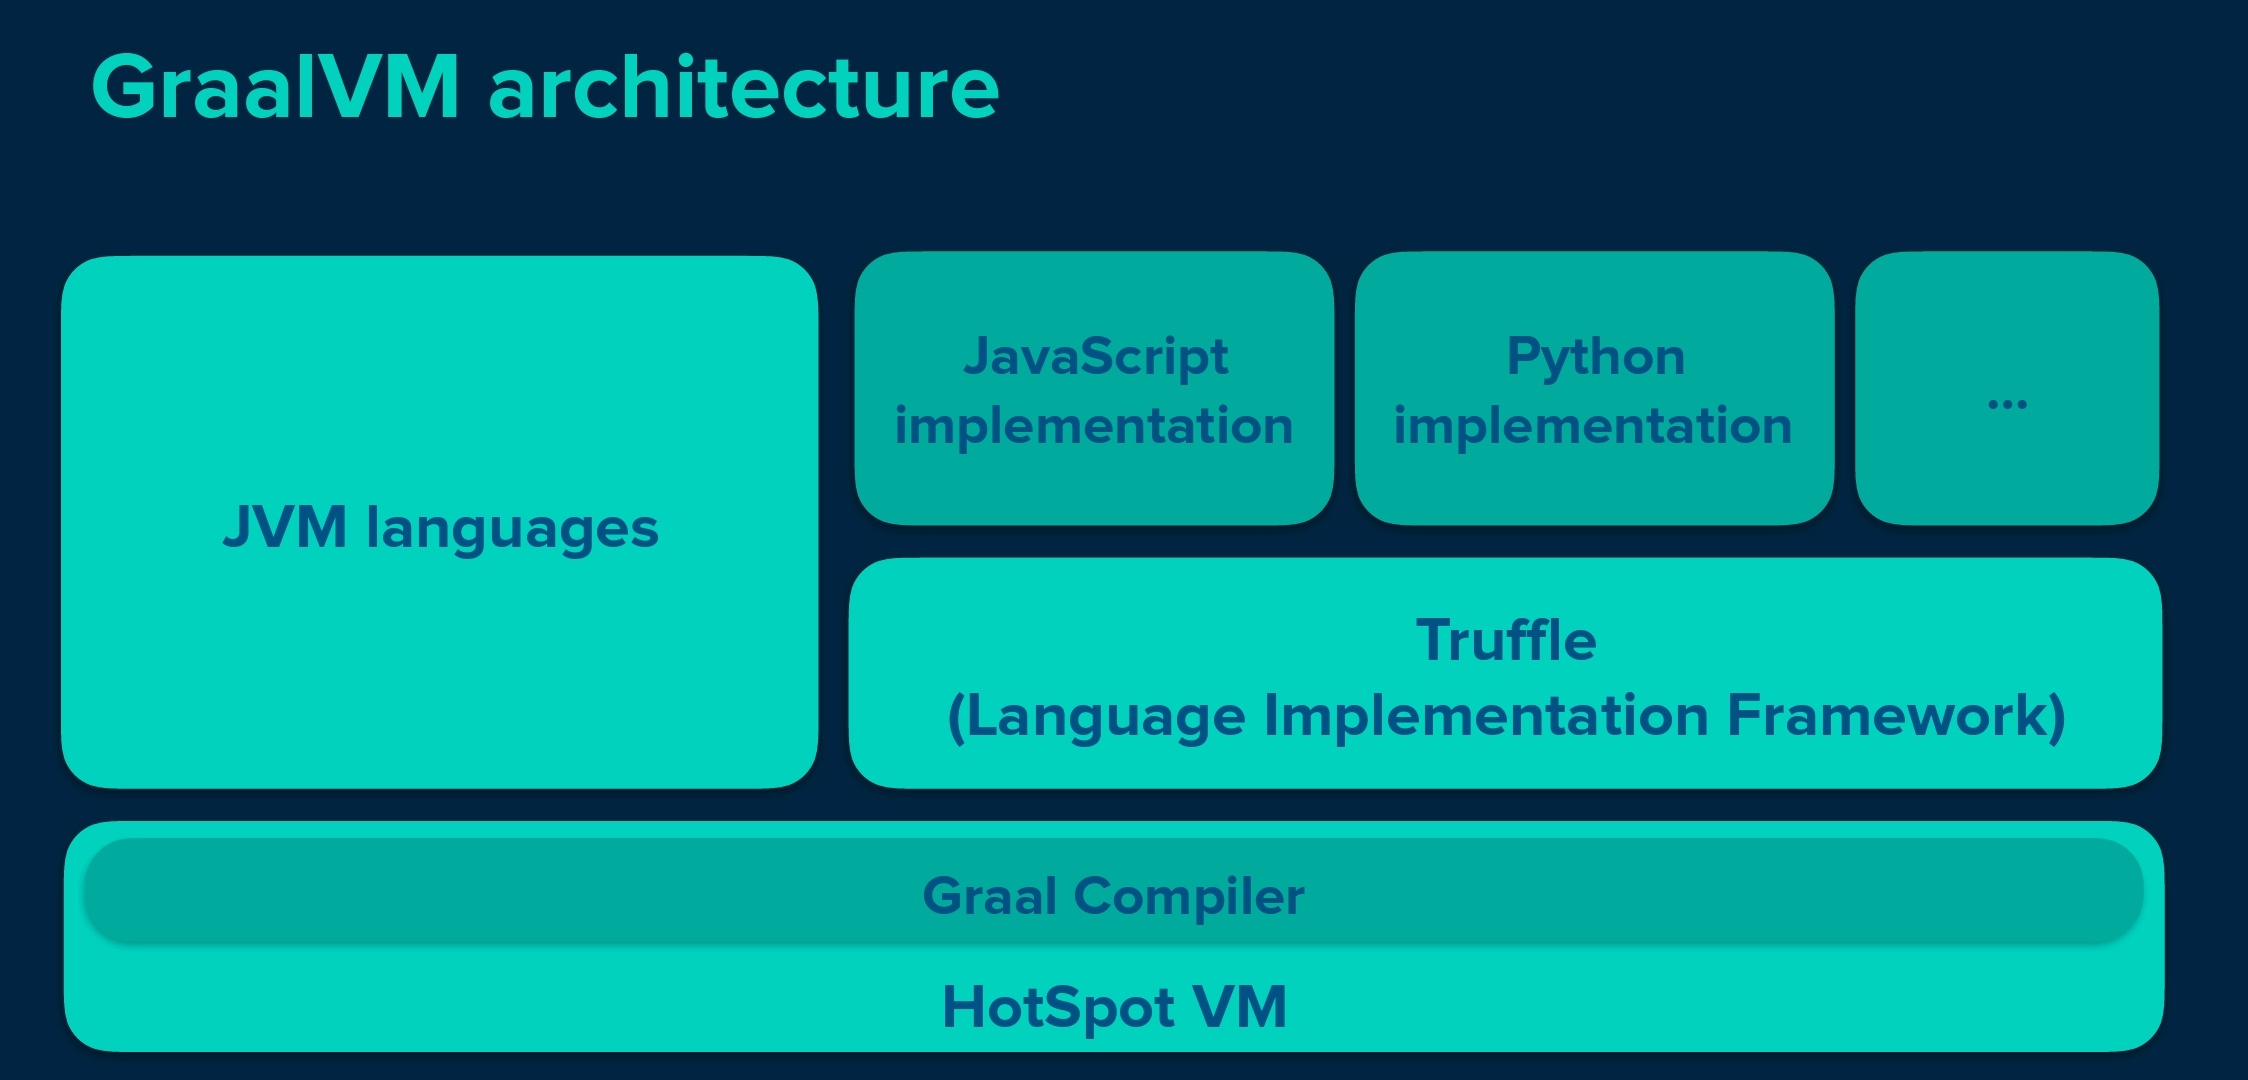 GraalVM architecture
JVM languages
JavaScript
implementation
Python
implementation
...
Truffle
(Language Implementation Framework)
Graal Compiler
HotSpot VM